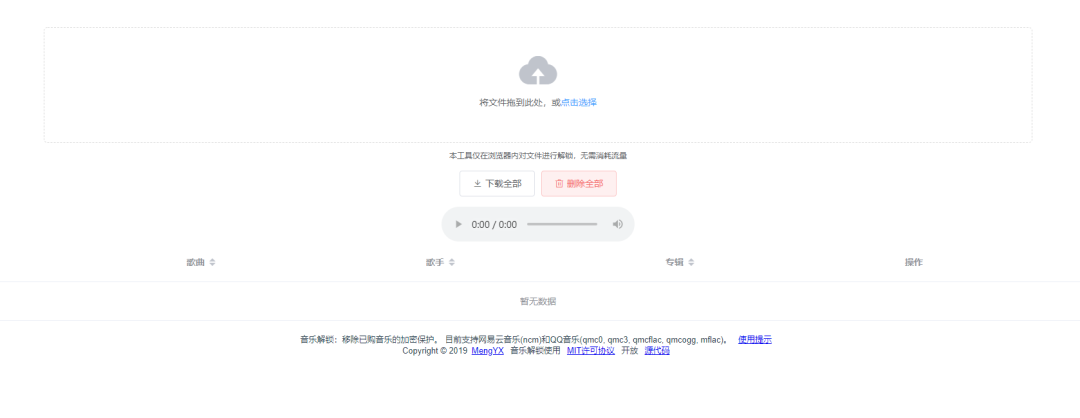 将文件拖到此处，或点击选择
本工具仅在浏览器内对文件进行解锁，无需消耗流量
下载全部 删除全部
0:00 / 0:00
歌曲 歌手 专辑 操作
暂无数据
音乐解锁：移除已购音乐的加密保护。 目前支持网易云音乐(ncm)和QQ音乐(qmc0, qmc3, qmcflac, qmcogg, mflac)。 使用提示
Copyright © 2019 MengYX 音乐解锁使用 MIT许可协议 开放 源代码